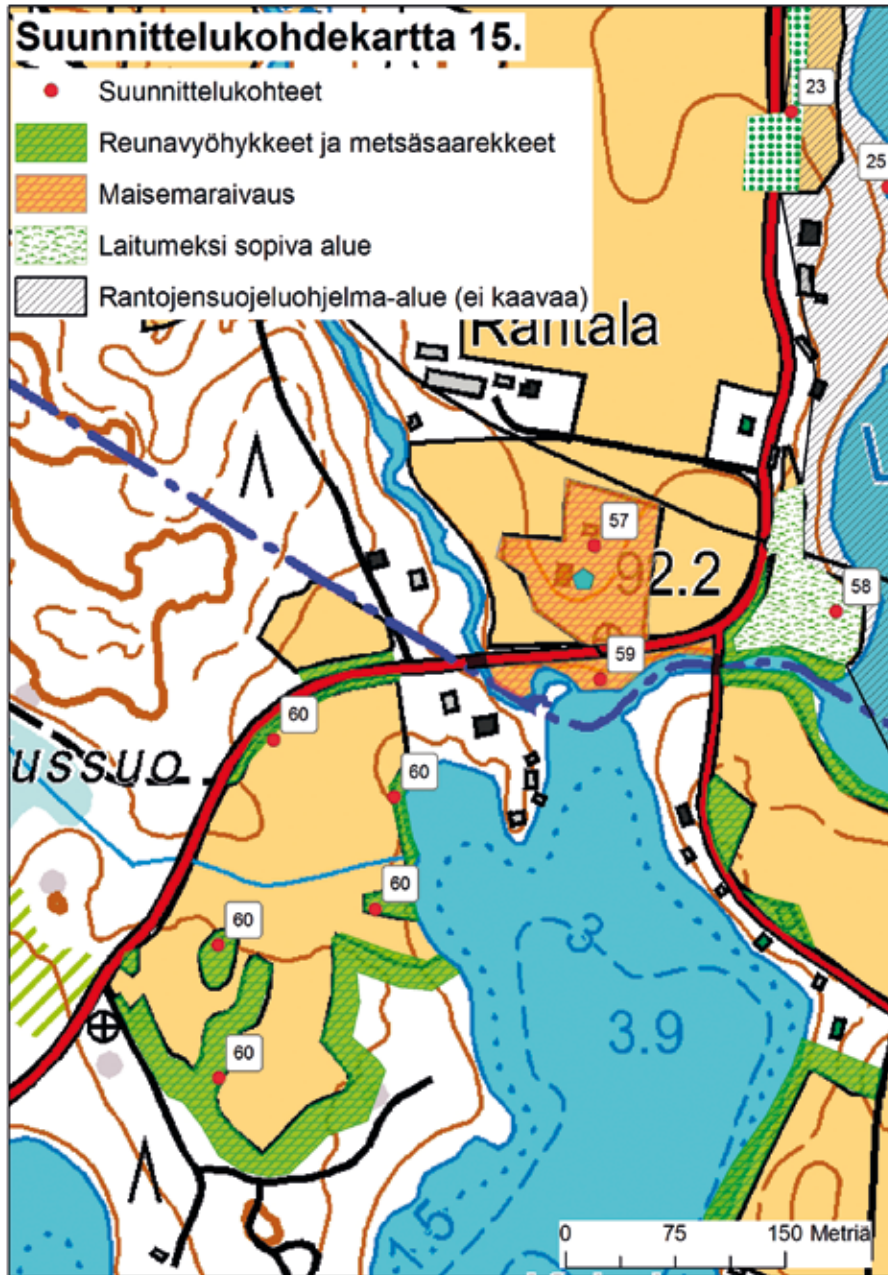 Suunnittelukohdekartta 15.
Suunnittelukohteet
Reunavyöhykkeet ja metsäsaarekkeet
Maisemaraivaus
Laitumeksi sopiva alue
Rantojensuojeluohjelma-alue (ei kaavaa)
23
25
Rantala
57
92.2
58
59
60
ussuo
60
60
60
60
3
3.9
1.5
0 75 150 Metriä